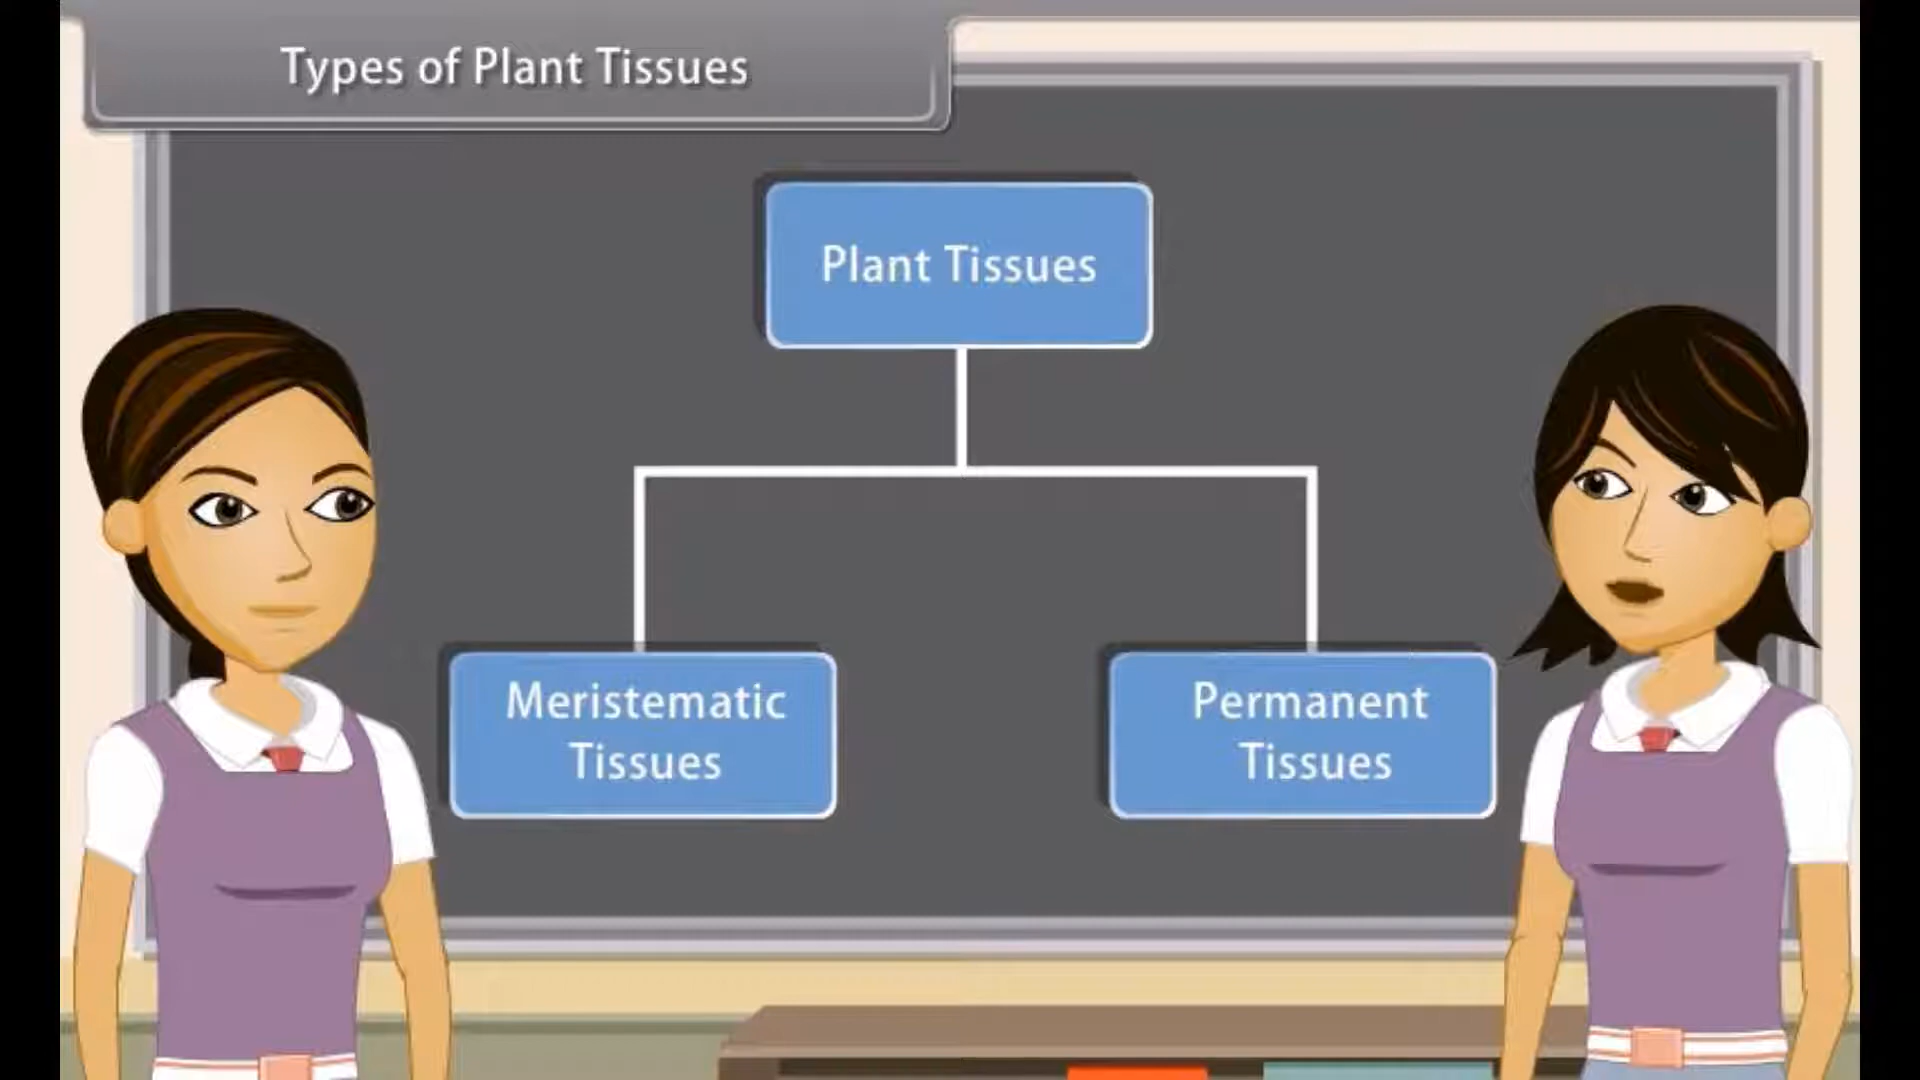 Types of Plant Tissues
Plant Tissues
Meristematic
Tissues
Permanent
Tissues